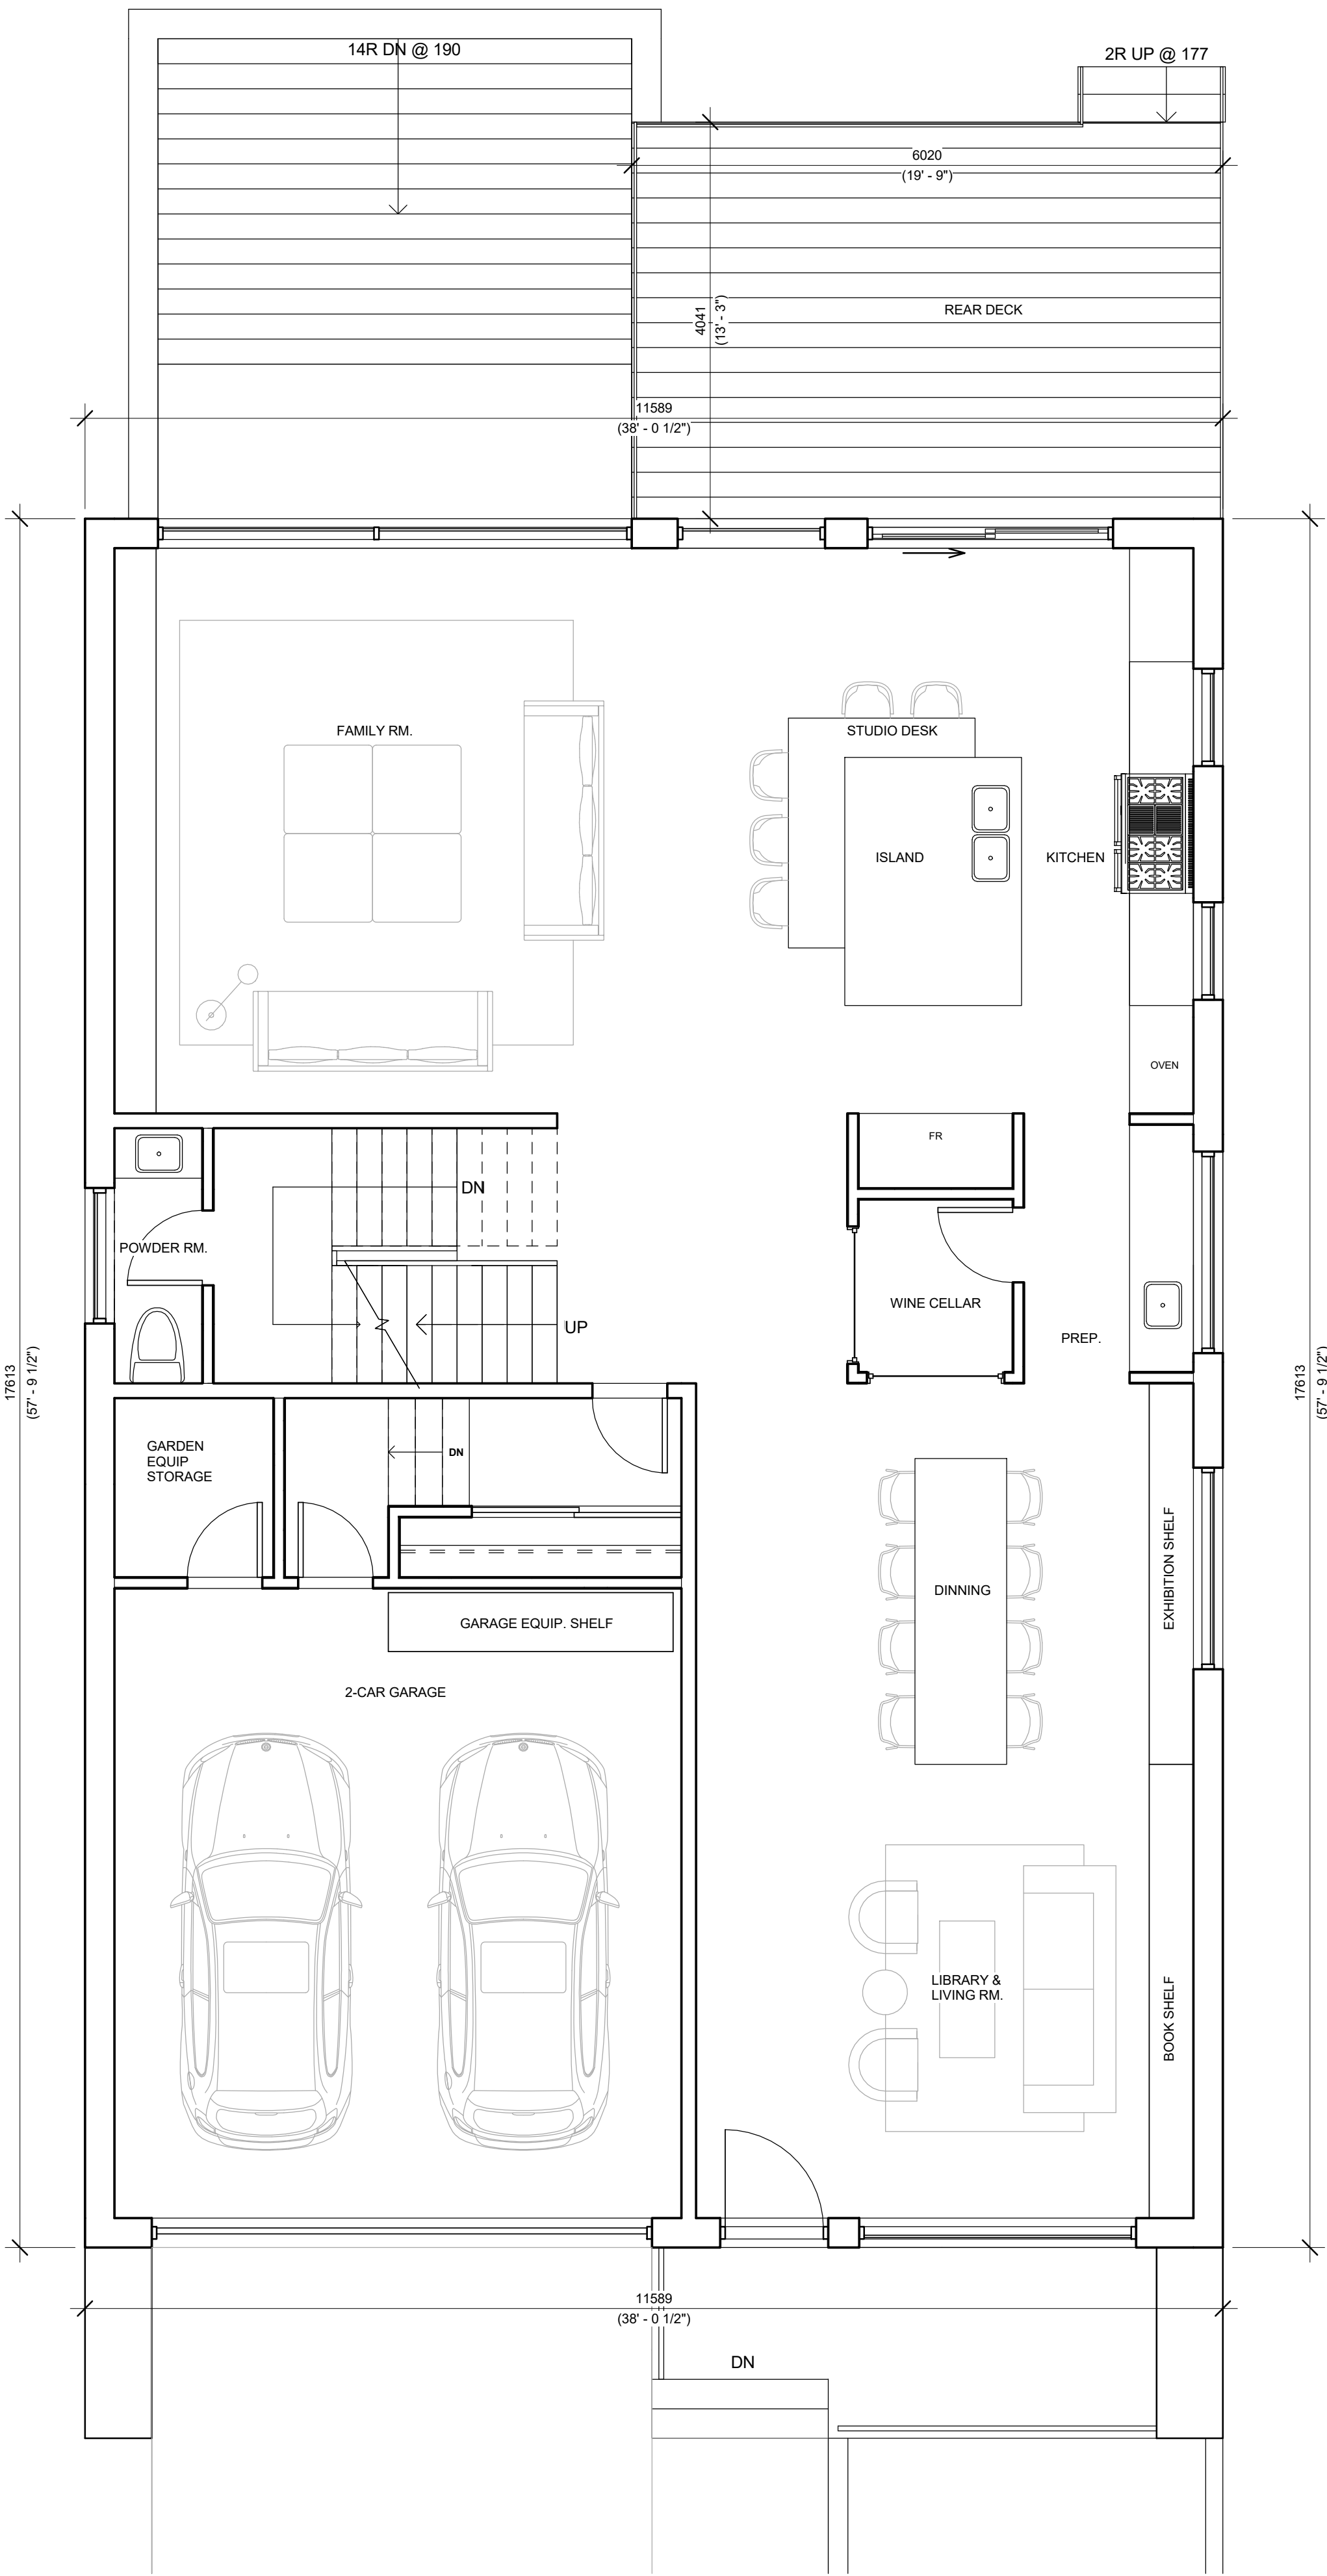 14R DN @ 190
2R UP @ 177
6020
(19' - 9")
4041
(13' - 3")
REAR DECK
11589
(38' - 0 1/2")
FAMILY RM.
STUDIO DESK
ISLAND
KITCHEN
OVEN
FR
DN
POWDER RM.
WINE CELLAR
UP
PREP.
17613
(57' - 9 1/2")
17613
(57' - 9 1/2")
GARDEN
EQUIP
STORAGE
DN
EXHIBITION SHELF
DINNING
GARAGE EQUIP. SHELF
2-CAR GARAGE
LIBRARY &
LIVING RM.
BOOK SHELF
11589
(38' - 0 1/2")
DN